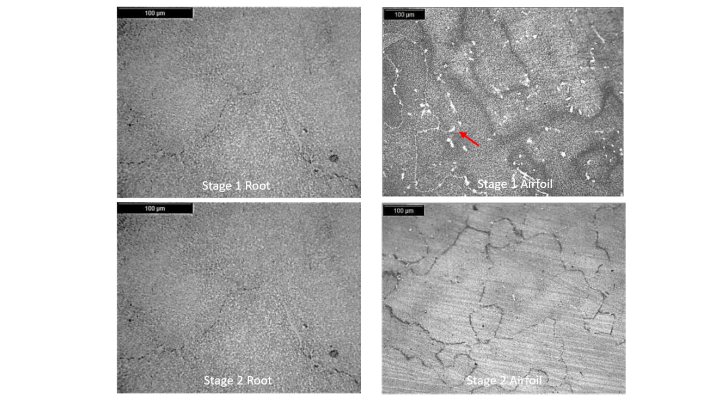 100 µm
Stage 1 Root
100 µm
Stage 1 Airfoil
100 µm
Stage 2 Root
100 µm
Stage 2 Airfoil